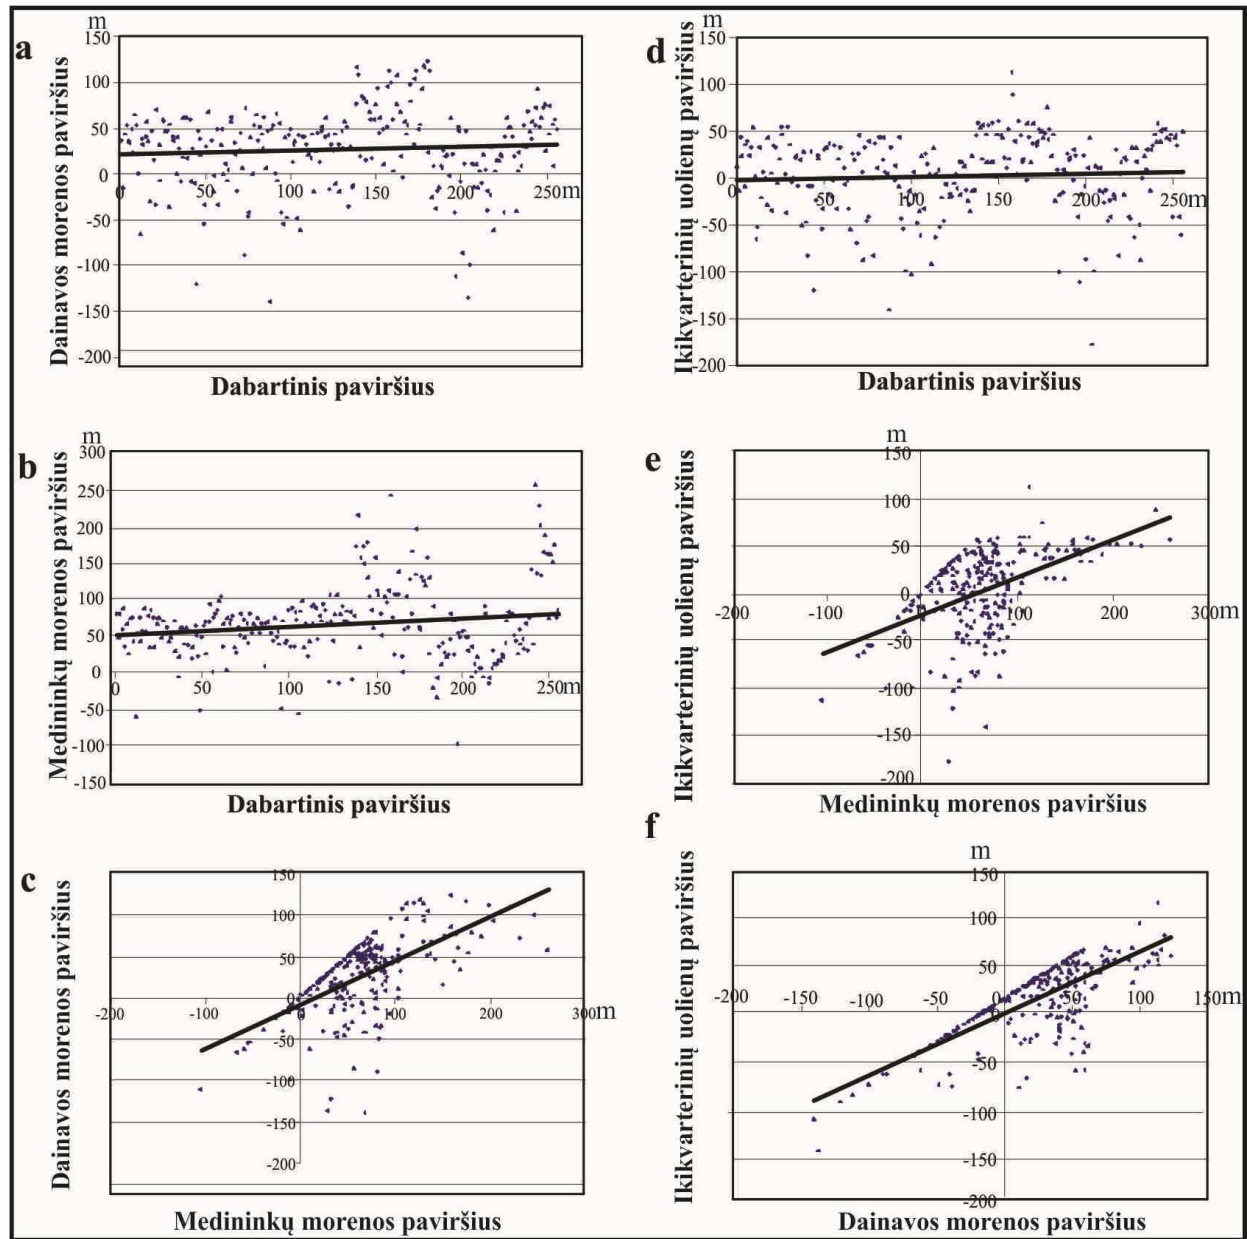 a
m
150
100
50
0
-50
-100
-150
-200
0 50 100 150 200 250m
Dainavos morenos paviršius
Dabartinis paviršius
b
m
300
250
200
150
100
50
0
-50
-100
-150
0 50 100 150 200 250m
Medininkų morenos paviršius
Dabartinis paviršius
c
150
100
50
0
-50
-100
-150
-200
-200 -100 0 100 200 300m
Dainavos morenos paviršius
Medininkų morenos paviršius
d
150
100
50
0
-50
-100
-150
-200
0 50 100 150 200 250m
Ikikvarterinių uolienų paviršius
Dabartinis paviršius
e
m
150
100
50
0
-50
-100
-150
-200
-200 -100 0 100 200 300m
Ikikvarterinių uolienų paviršius
Medininkų morenos paviršius
f
m
150
100
50
0
-50
-100
-150
-200
-200 -150 -100 -50 0 50 100 150m
Ikikvarterinių uolienų paviršius
Dainavos morenos paviršius